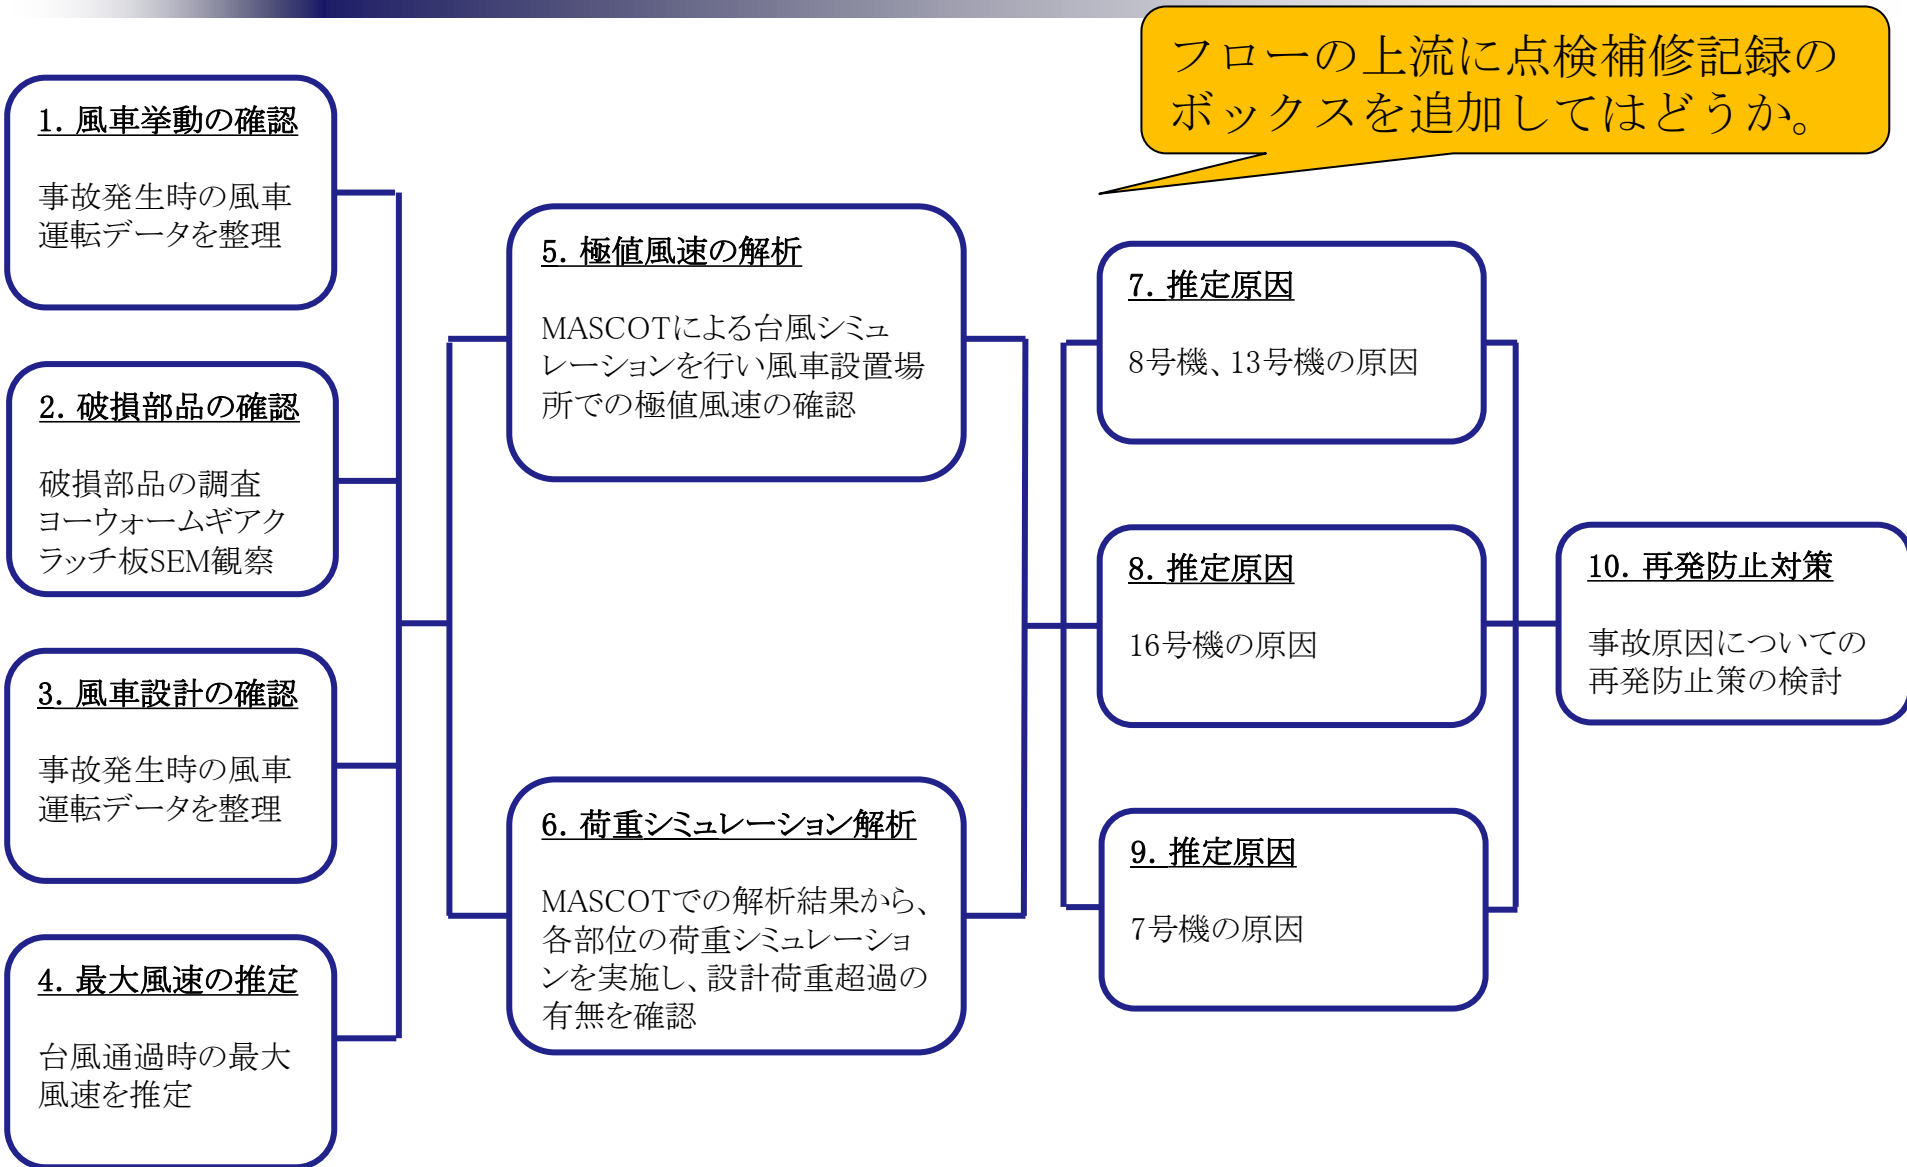 フローの上流に点検補修記録の
ボックスを追加してはどうか。
1. 風車挙動の確認
事故発生時の風車
運転データを整理
2. 破損部品の確認
破損部品の調査
ヨーウォームギアク
ラッチ板SEM観察
3. 風車設計の確認
事故発生時の風車
運転データを整理
4. 最大風速の推定
台風通過時の最大
風速を推定
5. 極値風速の解析
MASCOTによる台風シミュ
レーションを行い風車設置場
所での極値風速の確認
6. 荷重シミュレーション解析
MASCOTでの解析結果から、
各部位の荷重シミュレーショ
ンを実施し、設計荷重超過の
有無を確認
7. 推定原因
8号機、13号機の原因
8. 推定原因
16号機の原因
9. 推定原因
7号機の原因
10. 再発防止対策
事故原因についての
再発防止策の検討